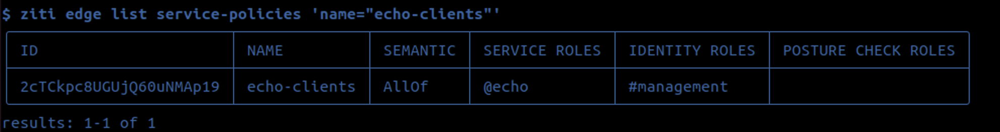 $ ziti edge list service-policies 'name="echo-clients"'
ID NAME SEMANTIC SERVICE ROLES IDENTITY ROLES POSTURE CHECK ROLES
2cTCkpc8UGUjQ60uNMAp19 echo-clients AllOf @echo #management
results: 1-1 of 1